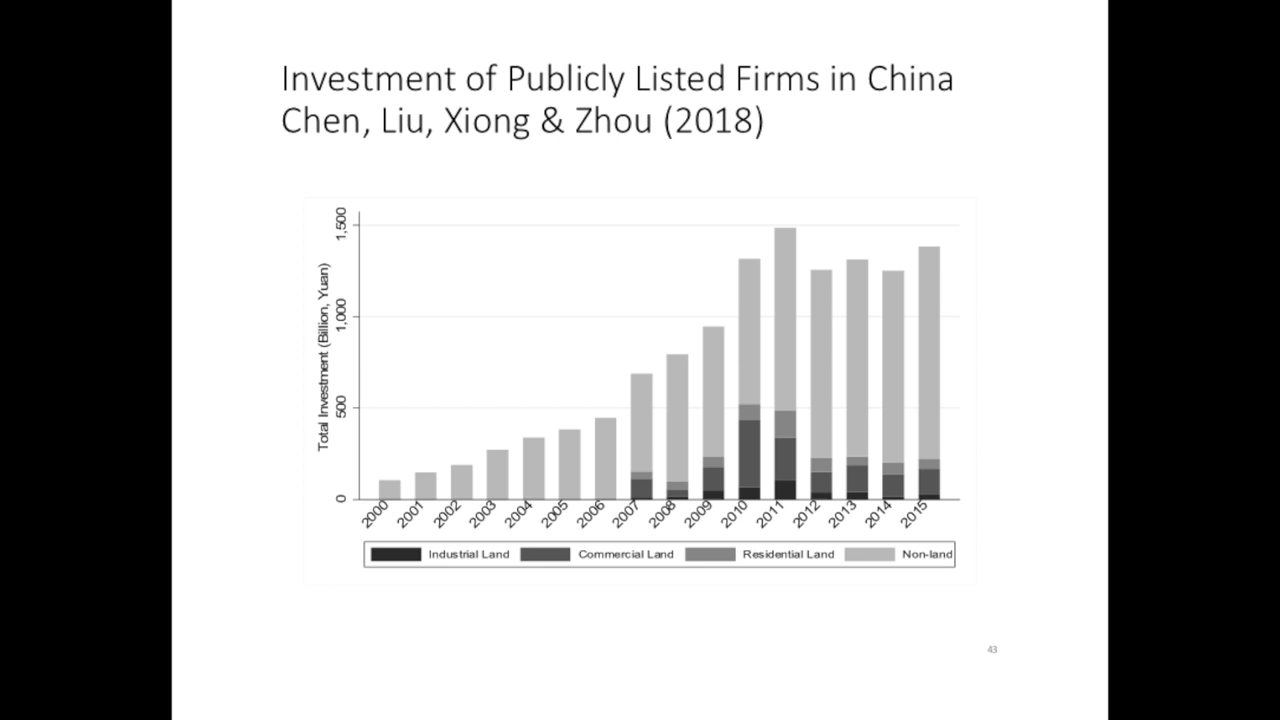 Investment of Publicly Listed Firms in China
Chen, Liu, Xiong & Zhou (2018)
Total Investment (Billion, Yuan)
1,500
1,000
500
0
2000 2001 2002 2003 2004 2005 2006 2007 2008 2009 2010 2011 2012 2013 2014 2015
Industrial Land Commercial Land Residential Land Non-land
43